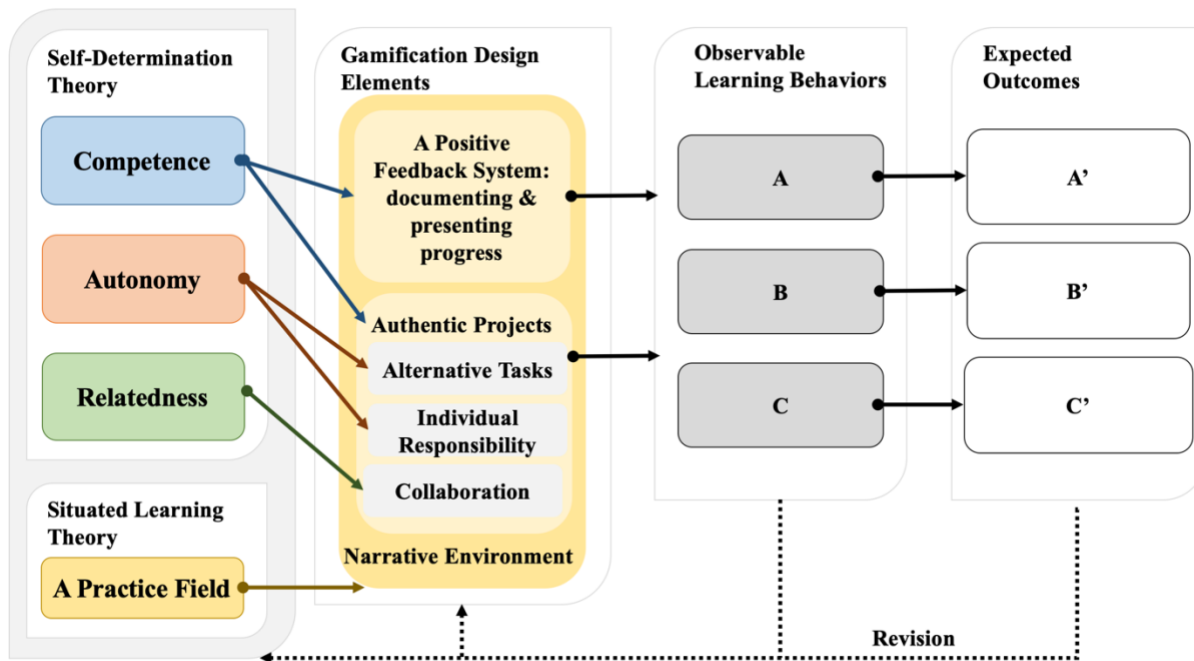 Self-Determination
Theory
Competence
Autonomy
Relatedness
Situated Learning
Theory
A Practice Field
Gamification Design
Elements
A Positive
Feedback System:
documenting &
presenting
progress
Authentic Projects
Alternative Tasks
Individual
Responsibility
Collaboration
Narrative Environment
Observable
Learning Behaviors
A
B
C
Expected
Outcomes
A’
B’
C’
Revision